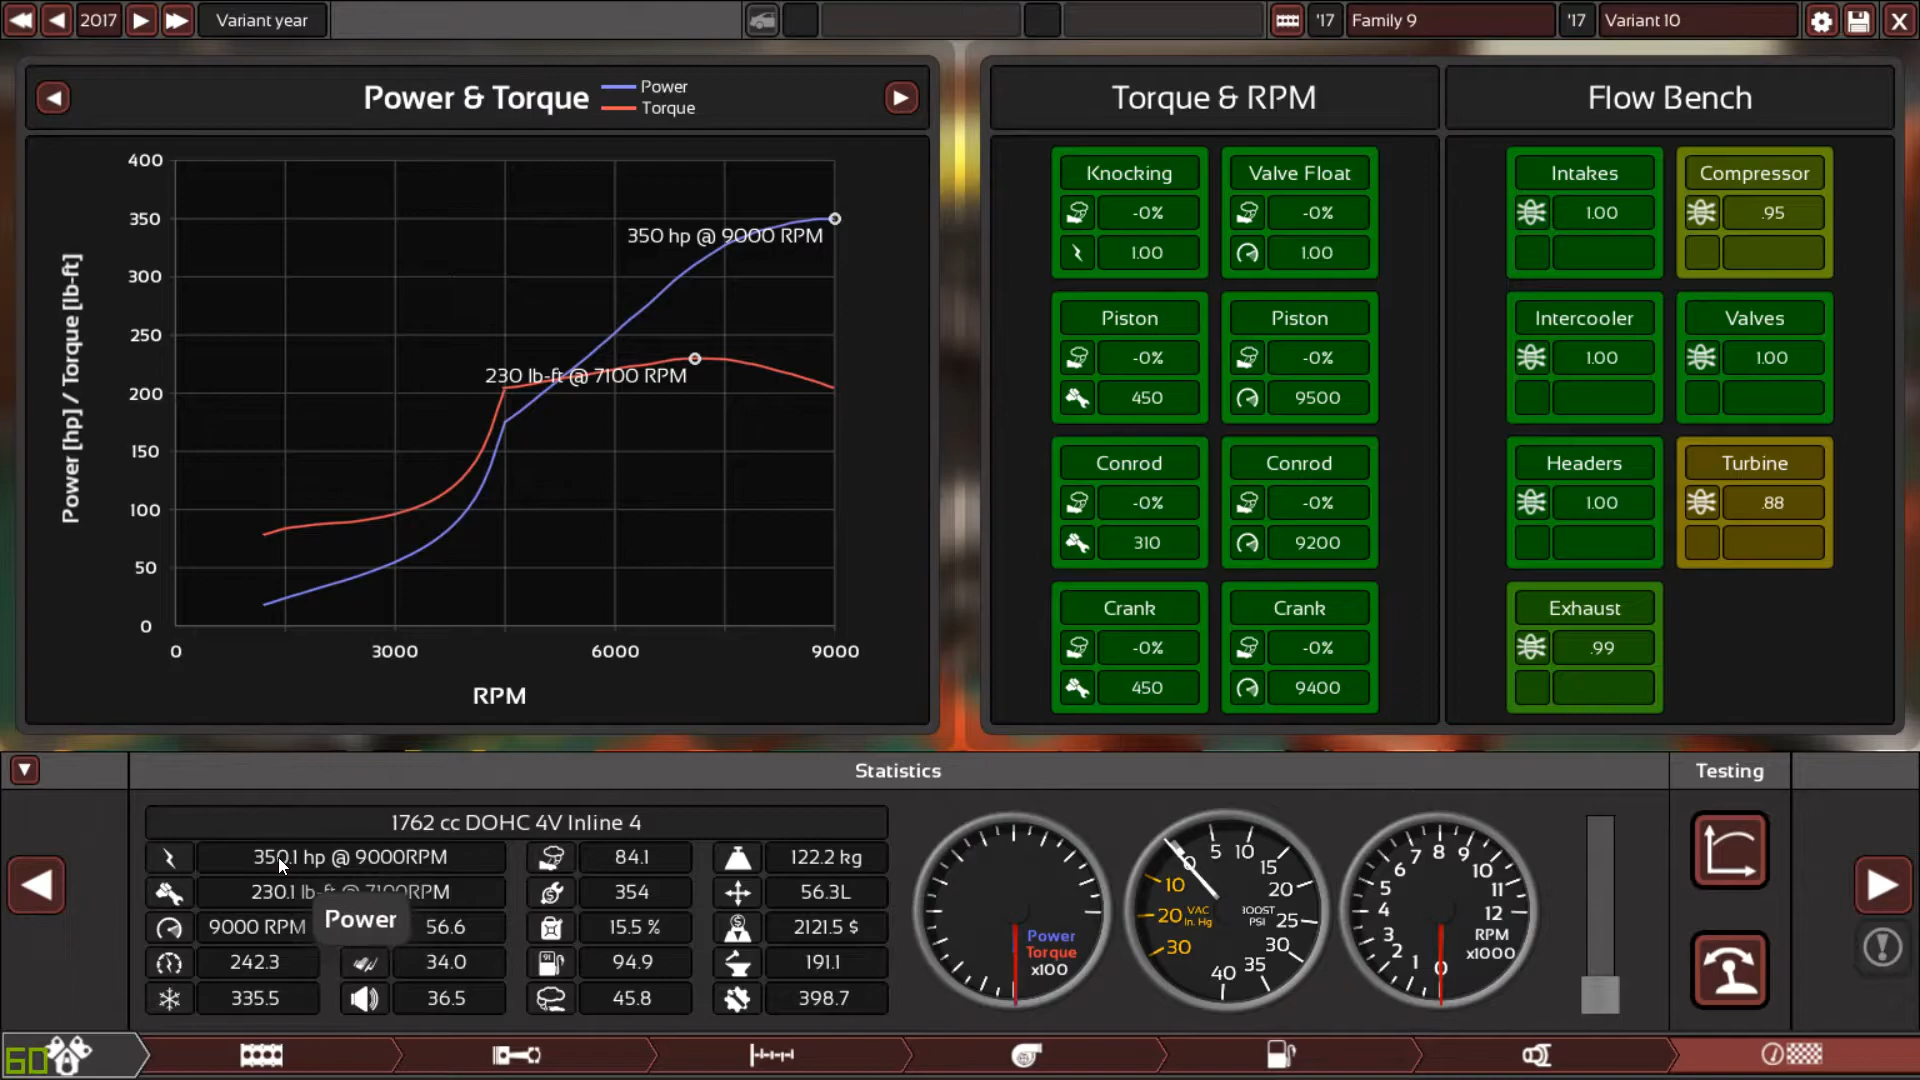 2017
Variant year
'17
Family 9
'17
Variant 10
X
Power & Torque
Power
Torque
400
350
300
250
200
150
100
50
0
Power [hp] / Torque [lb-ft]
350 hp @ 9000 RPM
230 lb-ft @ 7100 RPM
0
3000
6000
9000
RPM
Torque & RPM
Knocking
-0%
1.00
Valve Float
-0%
1.00
Piston
-0%
450
Piston
-0%
9500
Conrod
-0%
310
Conrod
-0%
9200
Crank
-0%
450
Crank
-0%
9400
Flow Bench
Intakes
1.00
Compressor
.95
Intercooler
1.00
Valves
1.00
Headers
1.00
Turbine
.88
Exhaust
.99
Statistics
Testing
1762 cc DOHC 4V Inline 4
350.1 hp @ 9000RPM
84.1
122.2 kg
230.1 lb-ft @ 7100RPM
354
56.3L
9000 RPM
Power
56.6
15.5 %
2121.5 $
242.3
34.0
94.9
191.1
335.5
36.5
45.8
398.7
Power
Torque
x100
0
5
10
15
20
25
30
35
40
10
20
30
VAC
In. Hg
BOOST
PSI
0
1
2
3
4
5
6
7
8
9
10
11
12
RPM
x1000
60